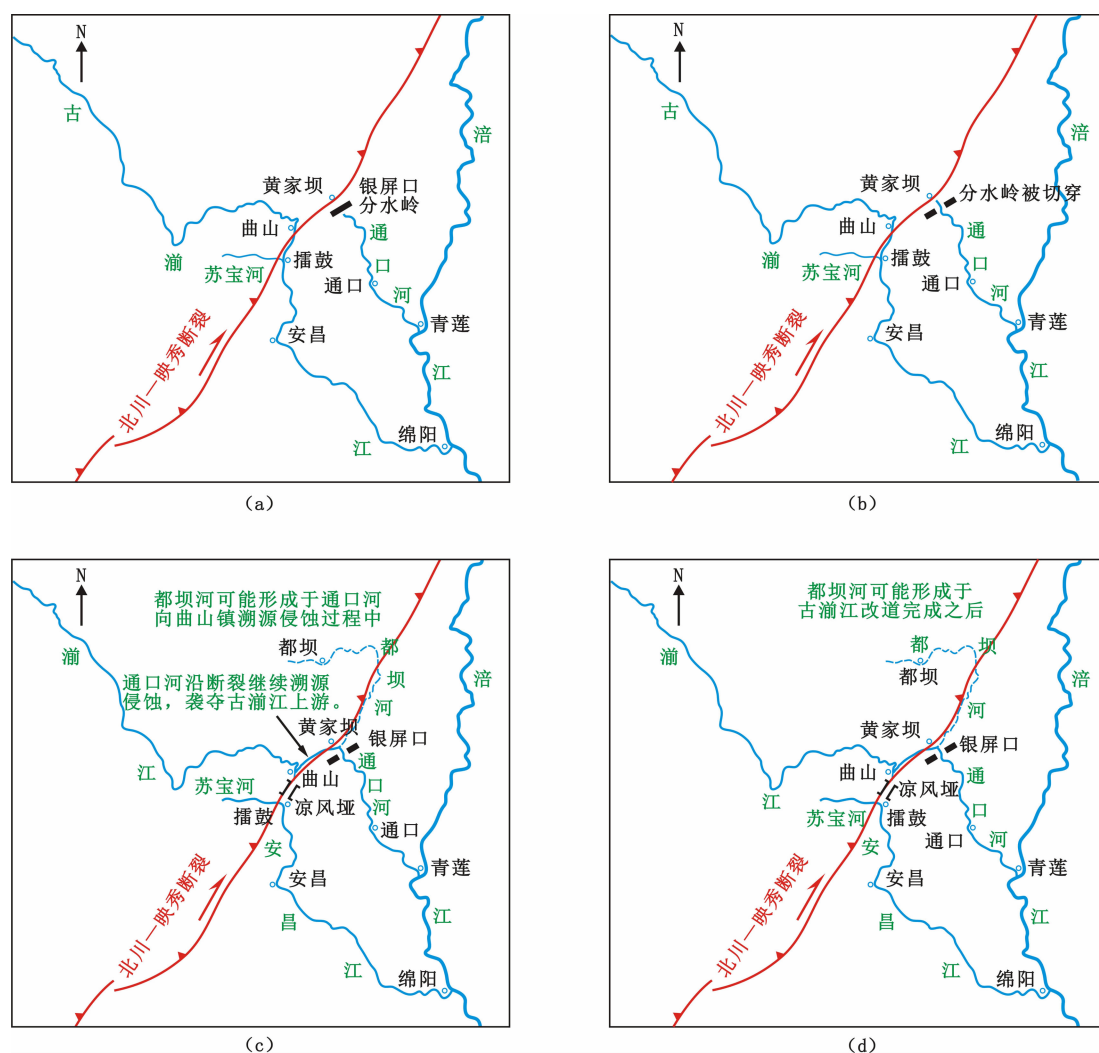 N
古
涪
黄家坝
银屏口
分水岭
曲山
通
湔
擂鼓
苏宝河
口
通口
河
青莲
安昌
北川—映秀断裂
江
绵阳
江
(a)
N
古
涪
黄家坝
分水岭被切穿
曲山
通
湔
擂鼓
苏宝河
口
通口
河
青莲
安昌
北川—映秀断裂
江
绵阳
江
(b)
N
都坝河可能形成于通口河
向曲山镇溯源侵蚀过程中
湔
都坝
都
坝
河
涪
通口河沿断裂继续溯源
侵蚀，袭夺古湔江上游。
黄家坝
银屏口
江
曲山
通
苏宝河
凉风垭
口
擂鼓
河
通口
安
青莲
安昌
北川—映秀断裂
昌
江
江
绵阳
(c)
N
都坝河可能形成于
古湔江改道完成之后
湔
都
坝
都坝
河
涪
黄家坝
银屏口
曲山
通
江
凉风垭
苏宝河
擂鼓
口
通口
河
安
青莲
安昌
北川—映秀断裂
昌
江
江
绵阳
(d)